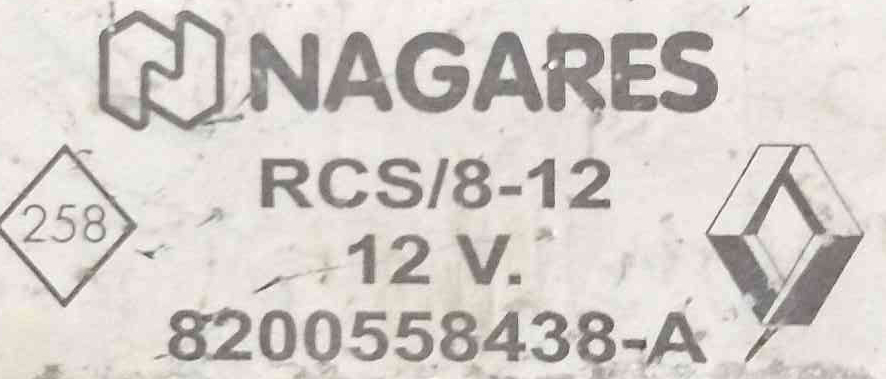 NAGARES
RCS/8-12
258
12 V.
8200558438-A